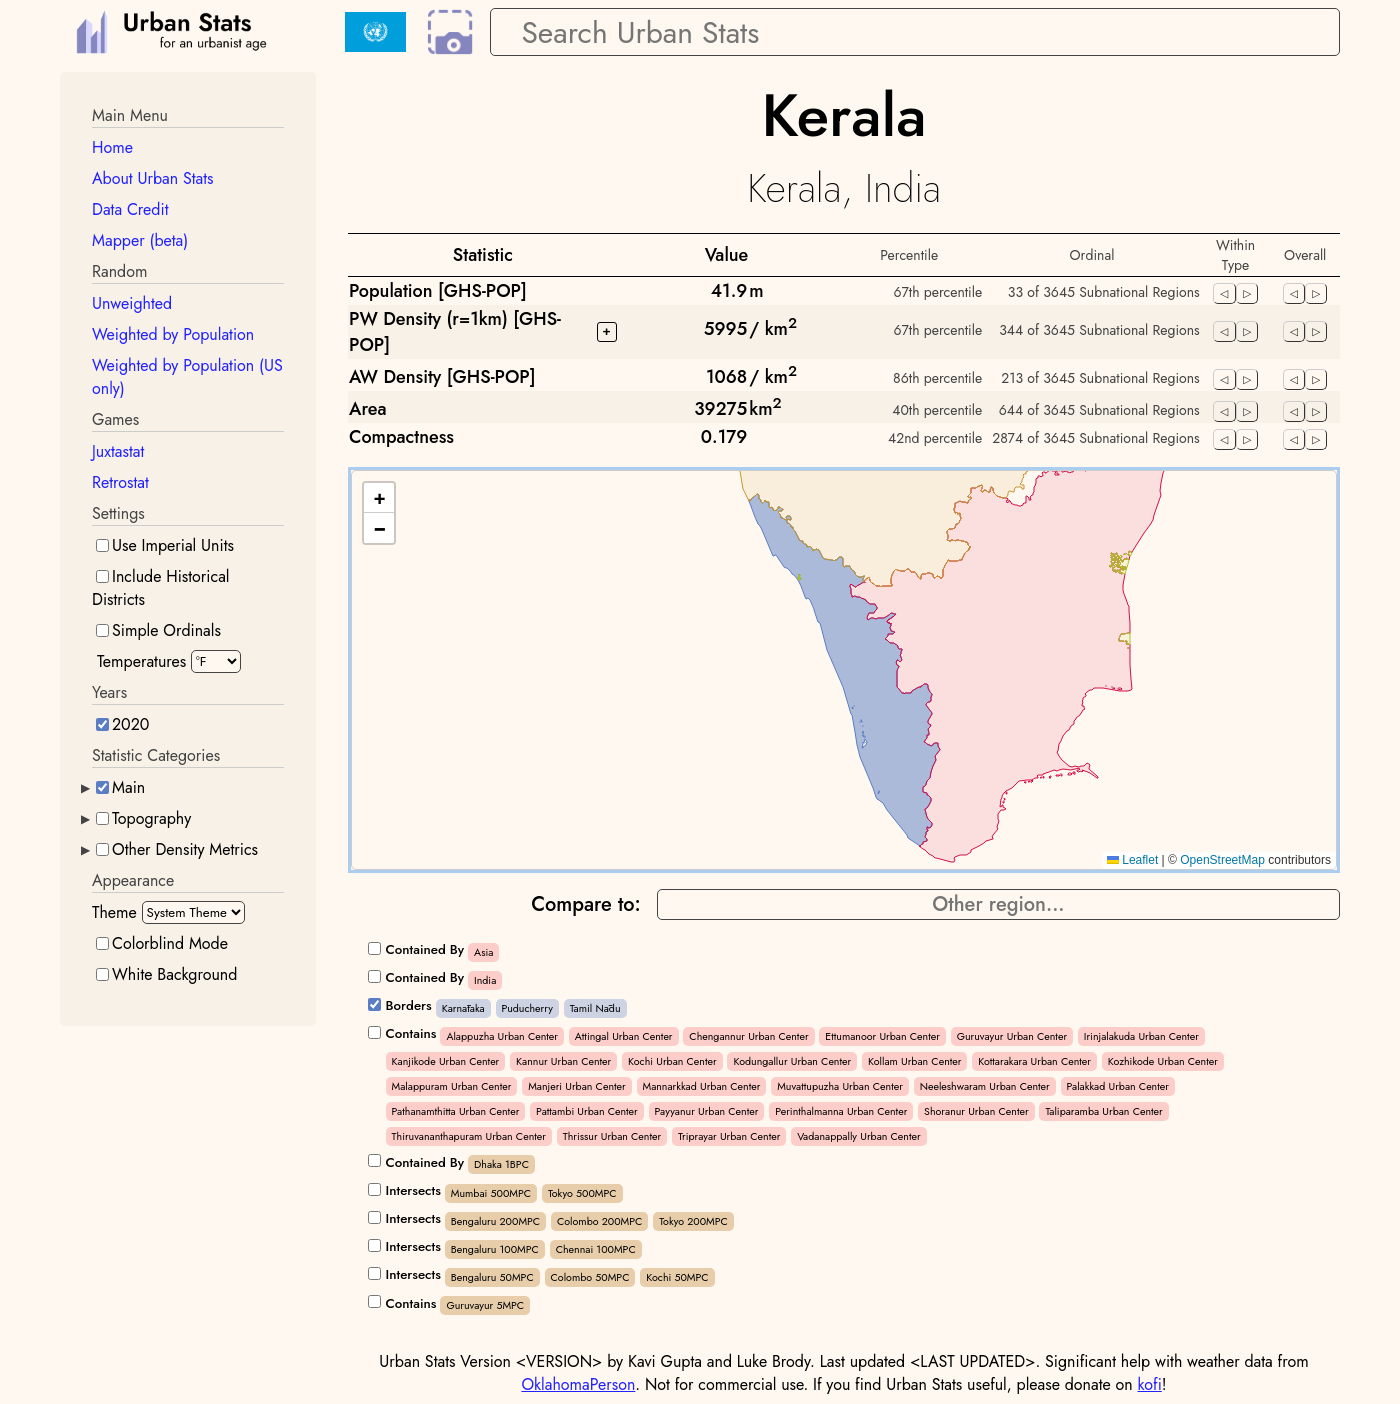 Urban Stats
for an urbanist age
Search Urban Stats
Main Menu
Home
About Urban Stats
Data Credit
Mapper (beta)
Random
Unweighted
Weighted by Population
Weighted by Population (US
only)
Games
Juxtastat
Retrostat
Settings
Use Imperial Units
Include Historical
Districts
Simple Ordinals
Temperatures °F
Years
2020
Statistic Categories
Main
Topography
Other Density Metrics
Appearance
Theme System Theme
Colorblind Mode
White Background
Kerala
Kerala, India
Statistic Value Percentile Ordinal Within Type Overall
Population [GHS-POP] 41.9 m 67th percentile 33 of 3645 Subnational Regions
PW Density (r=1km) [GHS-
POP] + 5995 / km² 67th percentile 344 of 3645 Subnational Regions
AW Density [GHS-POP] 1068 / km² 86th percentile 213 of 3645 Subnational Regions
Area 39275 km² 40th percentile 644 of 3645 Subnational Regions
Compactness 0.179 42nd percentile 2874 of 3645 Subnational Regions
+
−
Leaflet | © OpenStreetMap contributors
Compare to: Other region...
Contained By Asia
Contained By India
Borders Karnātaka Puducherry Tamil Nādu
Contains Alappuzha Urban Center Attingal Urban Center Chengannur Urban Center Ettumanoor Urban Center Guruvayur Urban Center Irinjalakuda Urban Center
Kanjikode Urban Center Kannur Urban Center Kochi Urban Center Kodungallur Urban Center Kollam Urban Center Kottarakara Urban Center Kozhikode Urban Center
Malappuram Urban Center Manjeri Urban Center Mannarkkad Urban Center Muvattupuzha Urban Center Neeleshwaram Urban Center Palakkad Urban Center
Pathanamthitta Urban Center Pattambi Urban Center Payyanur Urban Center Perinthalmanna Urban Center Shoranur Urban Center Taliparamba Urban Center
Thiruvananthapuram Urban Center Thrissur Urban Center Triprayar Urban Center Vadanappally Urban Center
Contained By Dhaka 1BPC
Intersects Mumbai 500MPC Tokyo 500MPC
Intersects Bengaluru 200MPC Colombo 200MPC Tokyo 200MPC
Intersects Bengaluru 100MPC Chennai 100MPC
Intersects Bengaluru 50MPC Colombo 50MPC Kochi 50MPC
Contains Guruvayur 5MPC
Urban Stats Version <VERSION> by Kavi Gupta and Luke Brody. Last updated <LAST UPDATED>. Significant help with weather data from
OklahomaPerson. Not for commercial use. If you find Urban Stats useful, please donate on kofi!